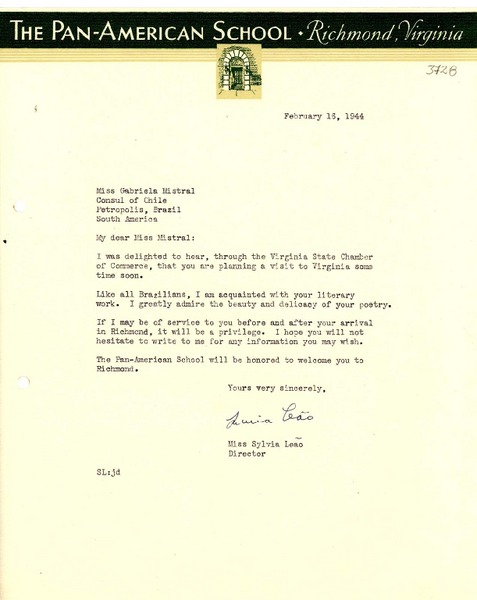 THE PAN-AMERICAN SCHOOL · Richmond, Virginia
3728
February 16, 1944
Miss Gabriela Mistral
Consul of Chile
Petropolis, Brazil
South America
My dear Miss Mistral:
I was delighted to hear, through the Virginia State Chamber
of Commerce, that you are planning a visit to Virginia some
time soon.
Like all Brazilians, I am acquainted with your literary
work. I greatly admire the beauty and delicacy of your poetry.
If I may be of service to you before and after your arrival
in Richmond, it will be a privilege. I hope you will not
hesitate to write to me for any information you may wish.
The Pan-American School will be honored to welcome you to
Richmond.
Yours very sincerely,
Leão
Miss Sylvia Leão
Director
SL:jd